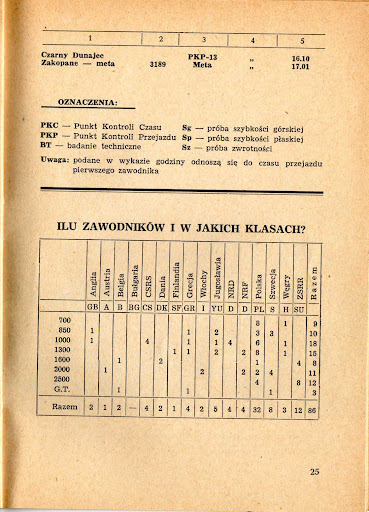 1 2 3 4 5
Czarny Dunajec PKP-13 „ 16.10
Zakopane — meta 3189 Meta „ 17.01
OZNACZENIA:
PKC — Punkt Kontroli Czasu Sg — próba szybkości górskiej
PKP — Punkt Kontroli Przejazdu Sp — próba szybkości płaskiej
BT — badanie techniczne Sz — próba zwrotności
Uwaga: podane w wykazie godziny odnoszą się do czasu przejazdu
pierwszego zawodnika
ILU ZAWODNIKÓW I W JAKICH KLASACH?
Anglia Austria Belgia Bułgaria CSRS Dania Finlandia Grecja Włochy Jugosławia NRD NRF Polska Szwecja Węgry ZSRR Razem
GB A B BG CS DK SF GR I YU D D PL S H SU
700 8 1 9
850 1 1 2 3 3 10
1000 1 4 1 1 4 6 1 18
1300 1 1 2 2 8 1 15
1600 1 2 1 4 8
2000 1 2 2 2 4 11
2500 4 8 12
G.T. 1 1 1 3
Razem 2 1 2 — 4 2 1 4 2 5 4 4 32 8 3 12 86
25